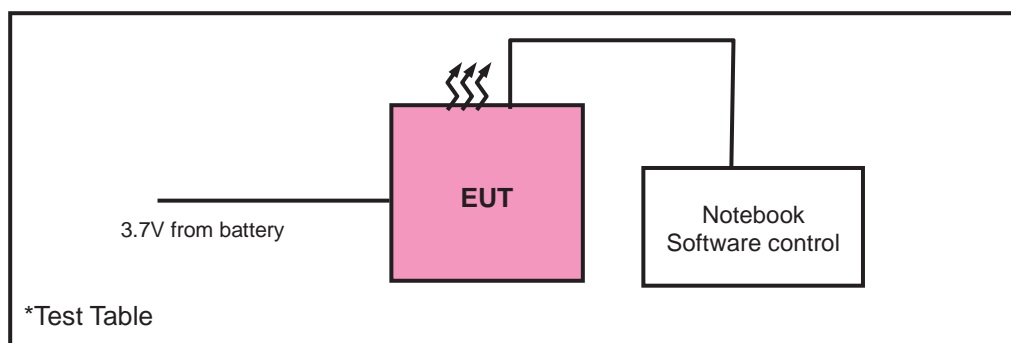 EUT
3.7V from battery
Notebook
Software control
*Test Table